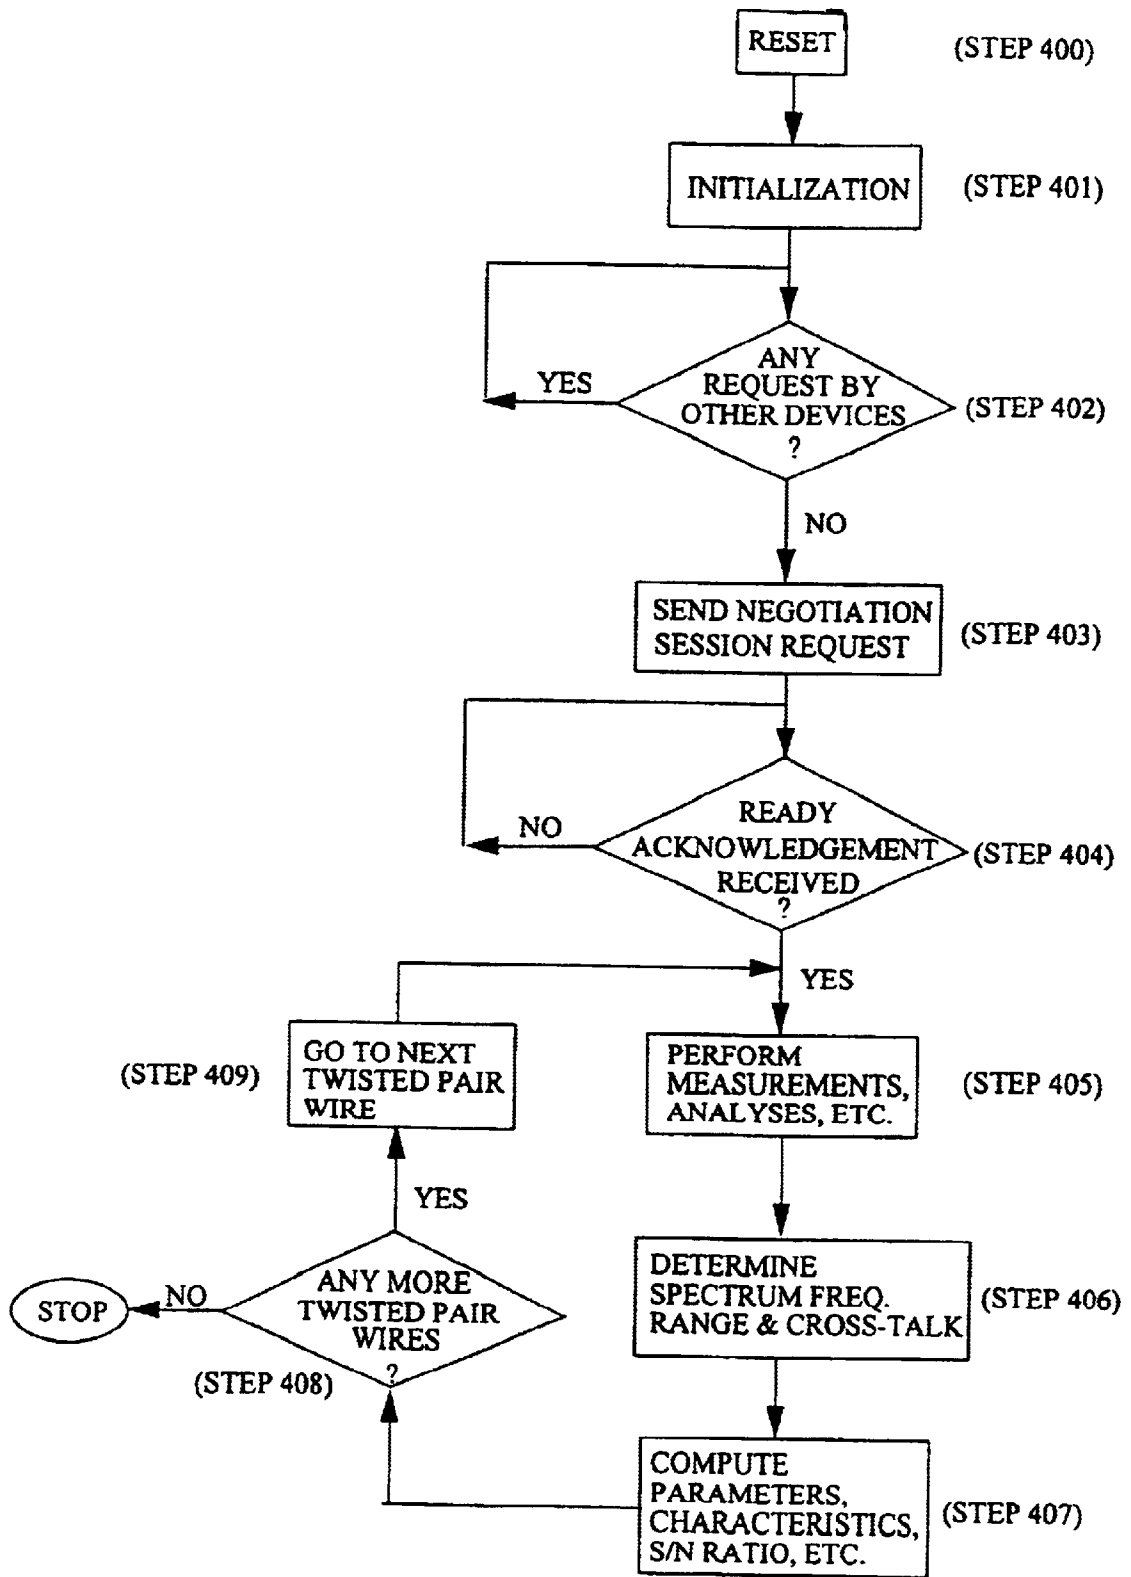 RESET
(STEP 400)
INITIALIZATION
(STEP 401)
ANY
REQUEST BY
OTHER DEVICES
?
(STEP 402)
YES
NO
SEND NEGOTIATION
SESSION REQUEST
(STEP 403)
READY
ACKNOWLEDGEMENT
RECEIVED
?
(STEP 404)
NO
YES
PERFORM
MEASUREMENTS,
ANALYSES, ETC.
(STEP 405)
DETERMINE
SPECTRUM FREQ.
RANGE & CROSS-TALK
(STEP 406)
COMPUTE
PARAMETERS,
CHARACTERISTICS,
S/N RATIO, ETC.
(STEP 407)
ANY MORE
TWISTED PAIR
WIRES
?
(STEP 408)
NO
STOP
YES
GO TO NEXT
TWISTED PAIR
WIRE
(STEP 409)